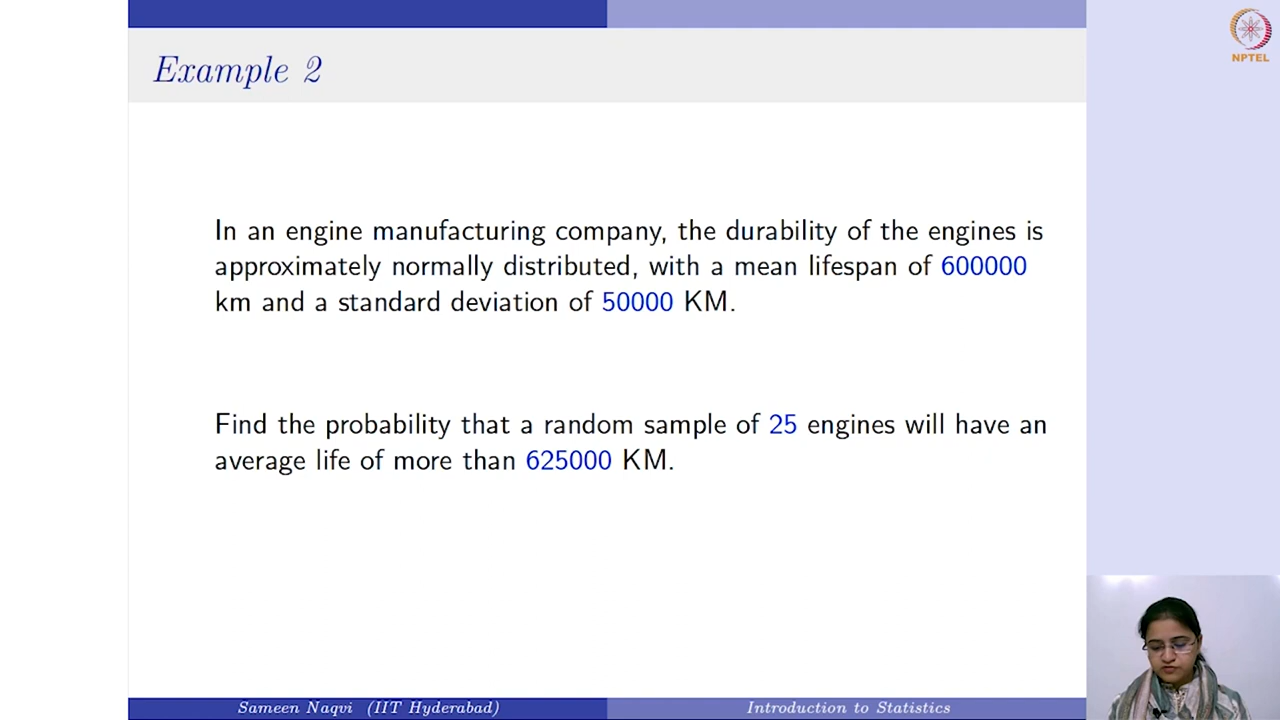 Example 2
NPTEL
In an engine manufacturing company, the durability of the engines is
approximately normally distributed, with a mean lifespan of 600000
km and a standard deviation of 50000 KM.
Find the probability that a random sample of 25 engines will have an
average life of more than 625000 KM.
Sameen Naqvi (IIT Hyderabad)
Introduction to Statistics